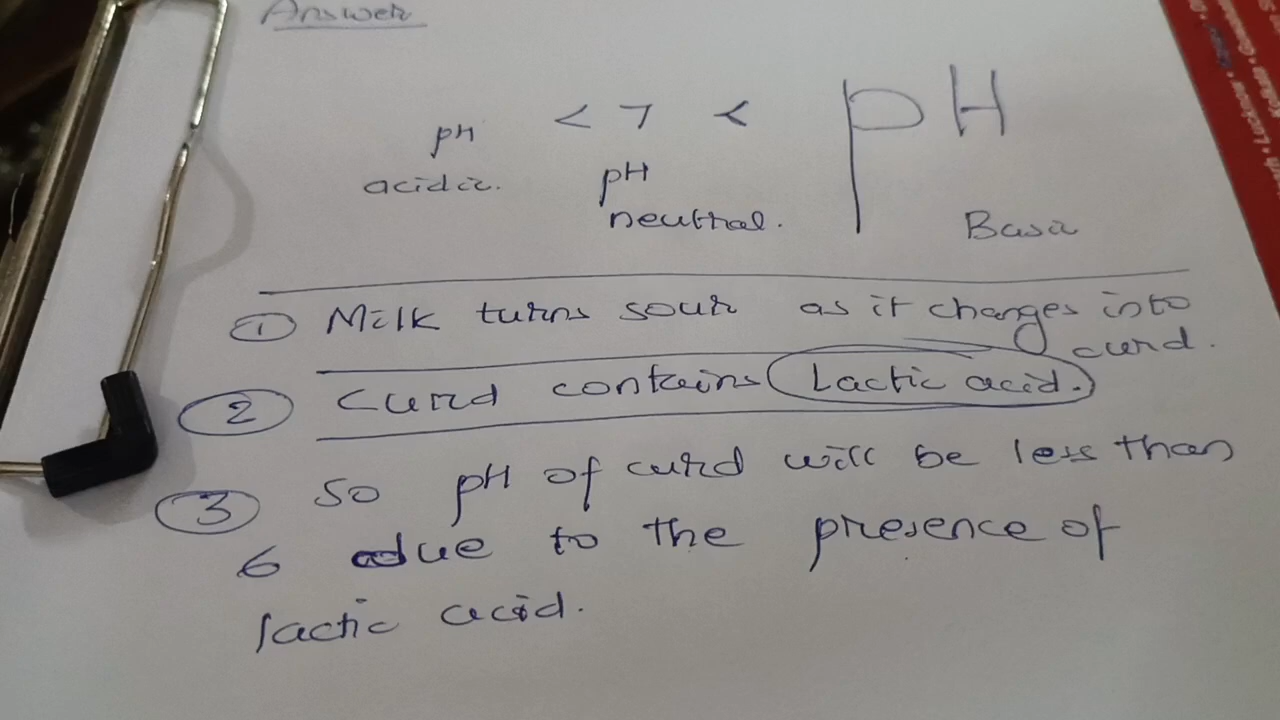 Answer
pH < 7 < pH
acidic. pH
neutral. Basic
① Milk turns sour as it changes into
curd.
② Curd contains Lactic acid.
③ So pH of curd will be less than
6 due to the presence of
lactic acid.